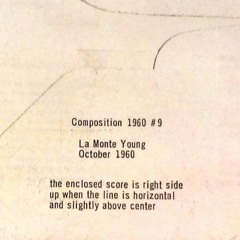 Composition 1960 #9
La Monte Young
October 1960
the enclosed score is right side
up when the line is horizontal
and slightly above center